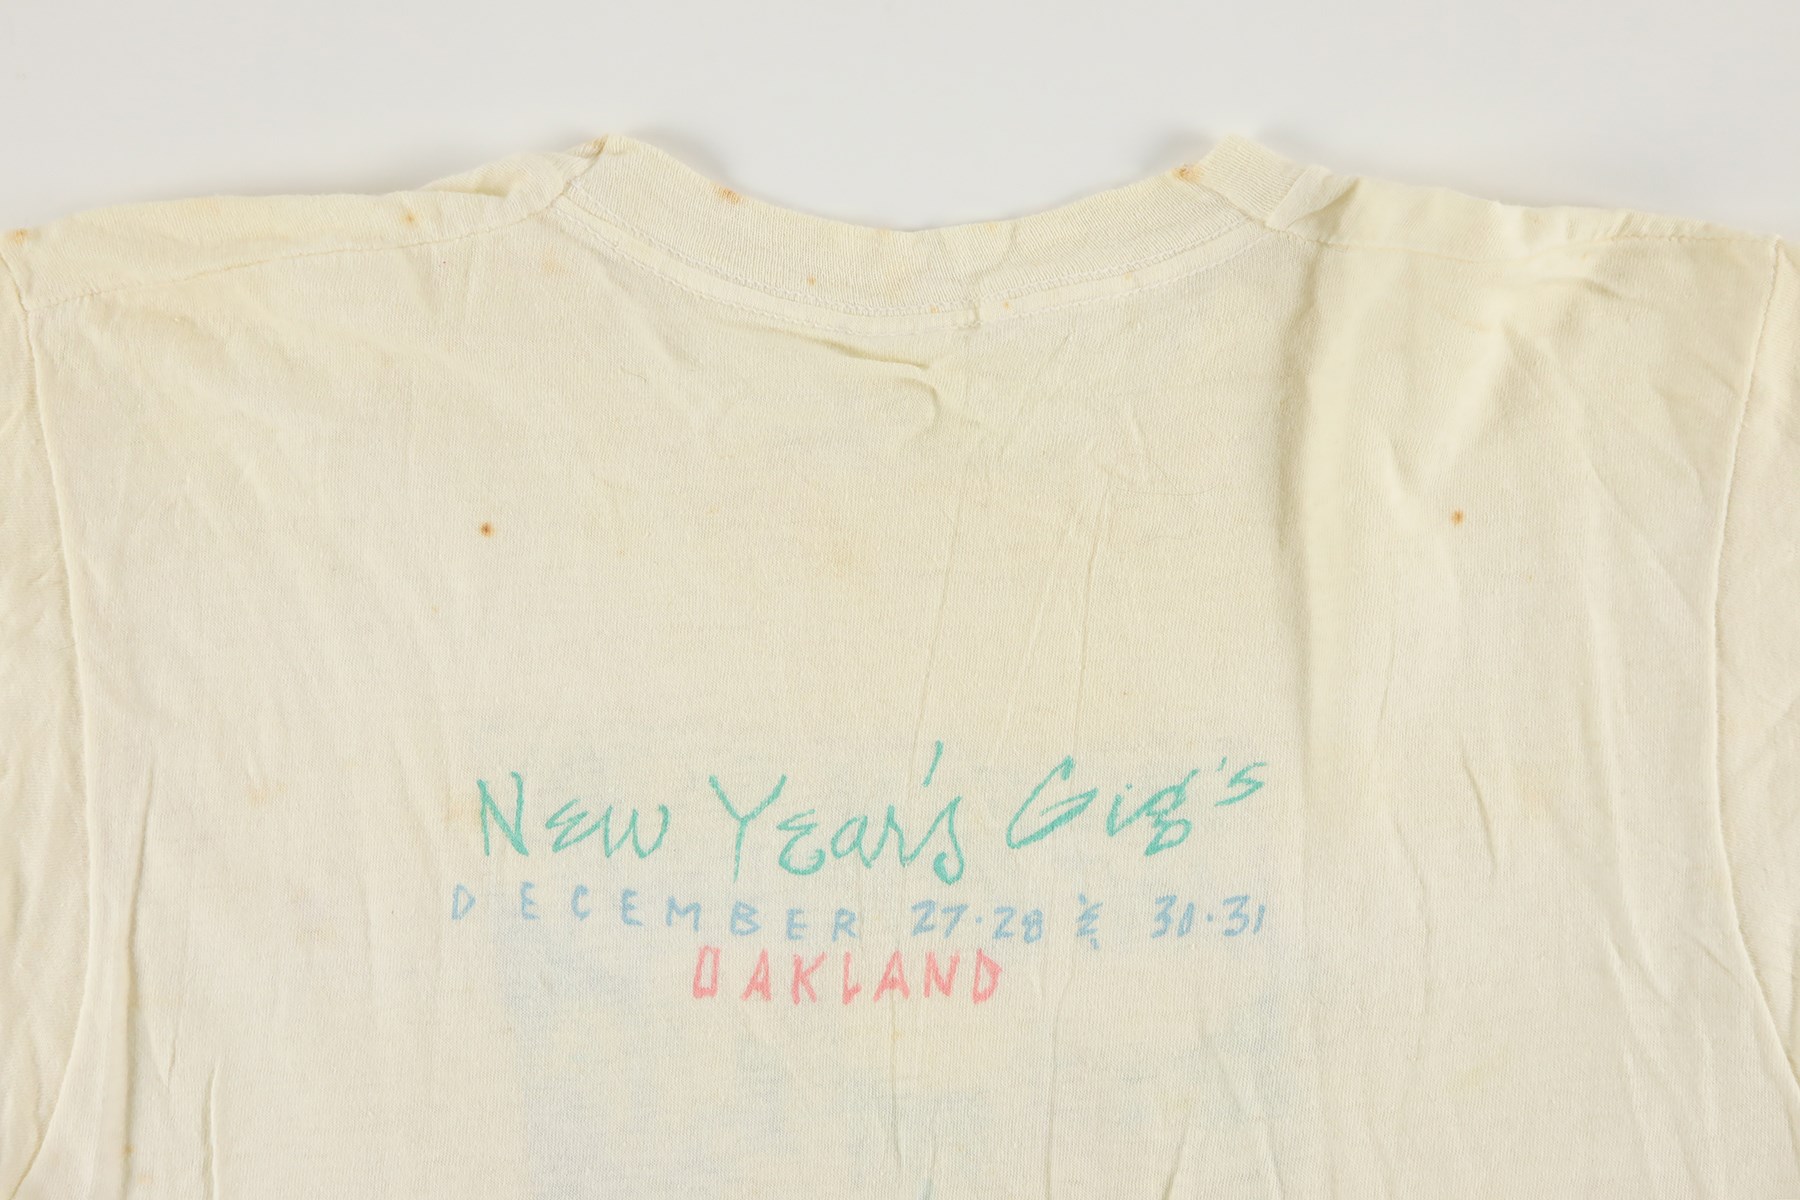 New Year's Gig's
DECEMBER 27·28 & 30·31
OAKLAND